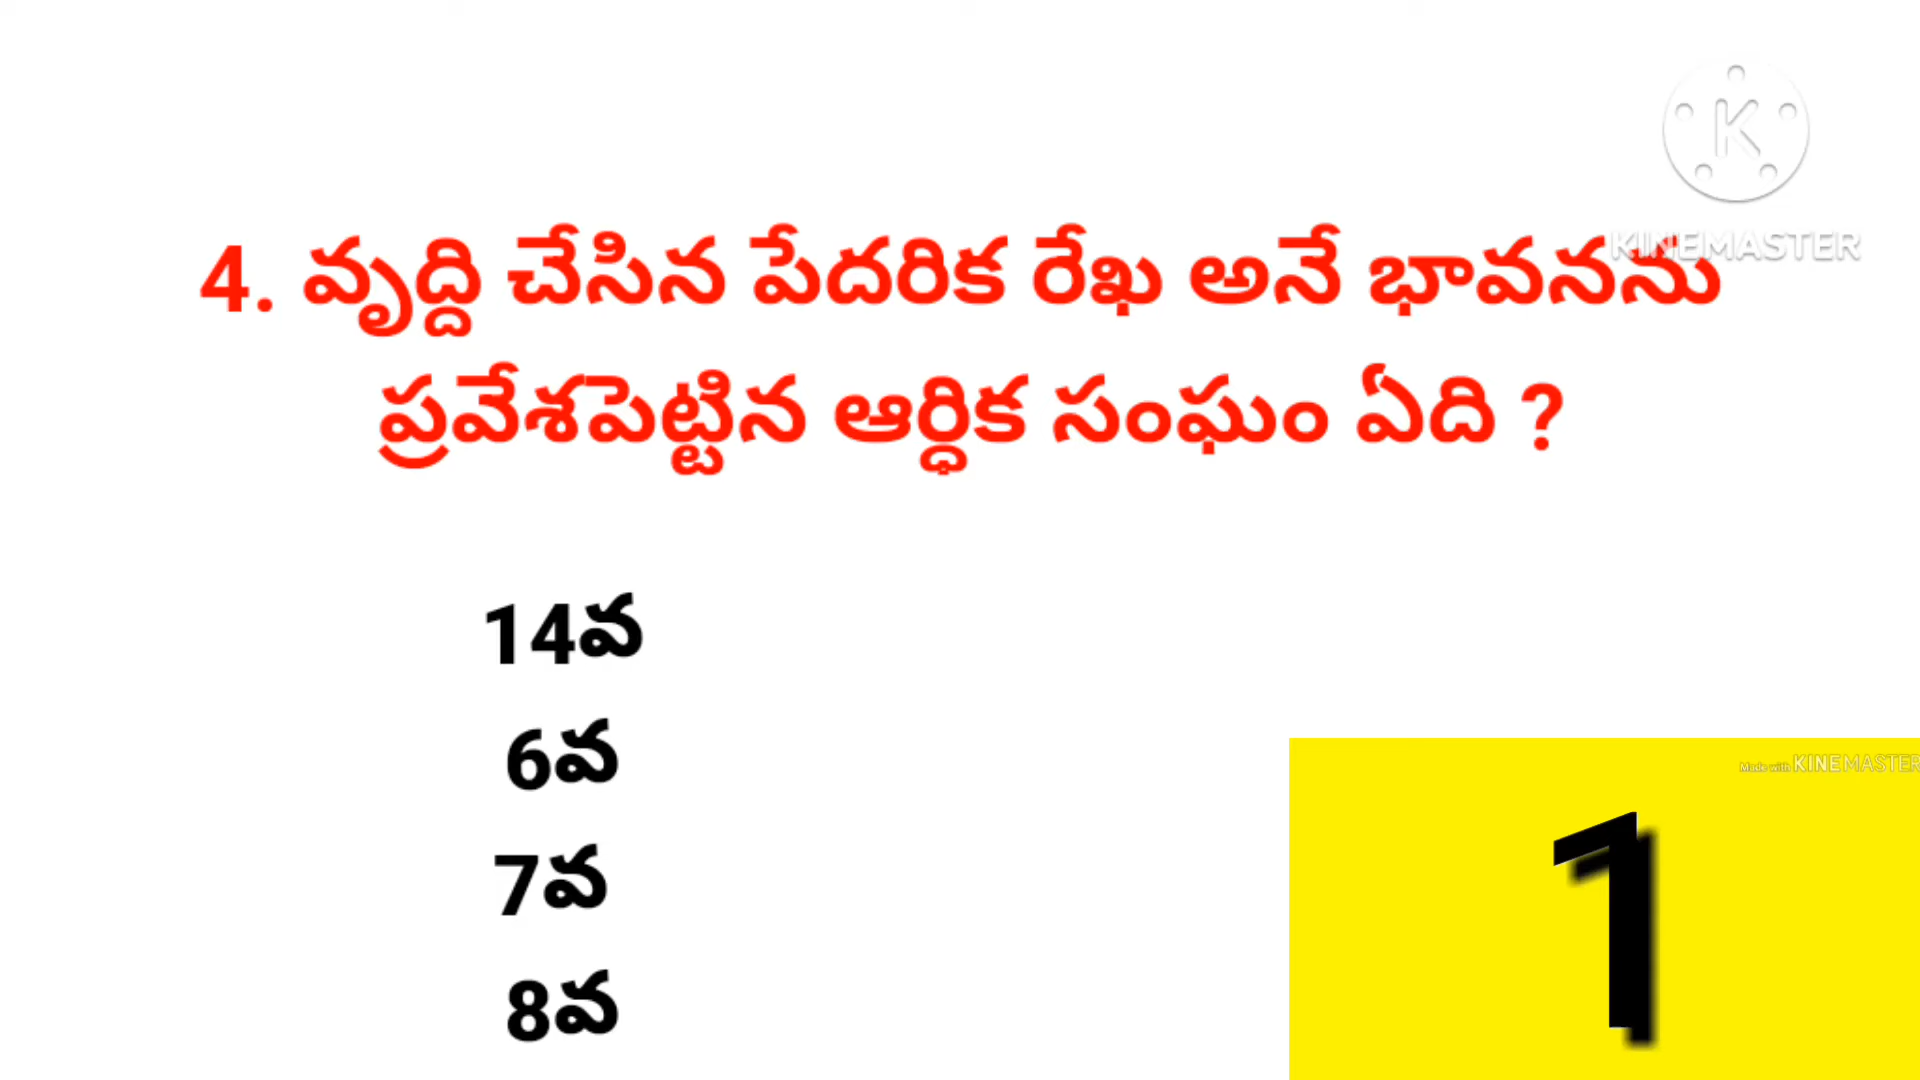 K
KINEMASTER
4. వృద్ది చేసిన పేదరిక రేఖ అనే భావనను
ప్రవేశపెట్టిన ఆర్ధిక సంఘం ఏది ?
14వ
6వ
7వ
8వ
Made with KINEMASTER
1